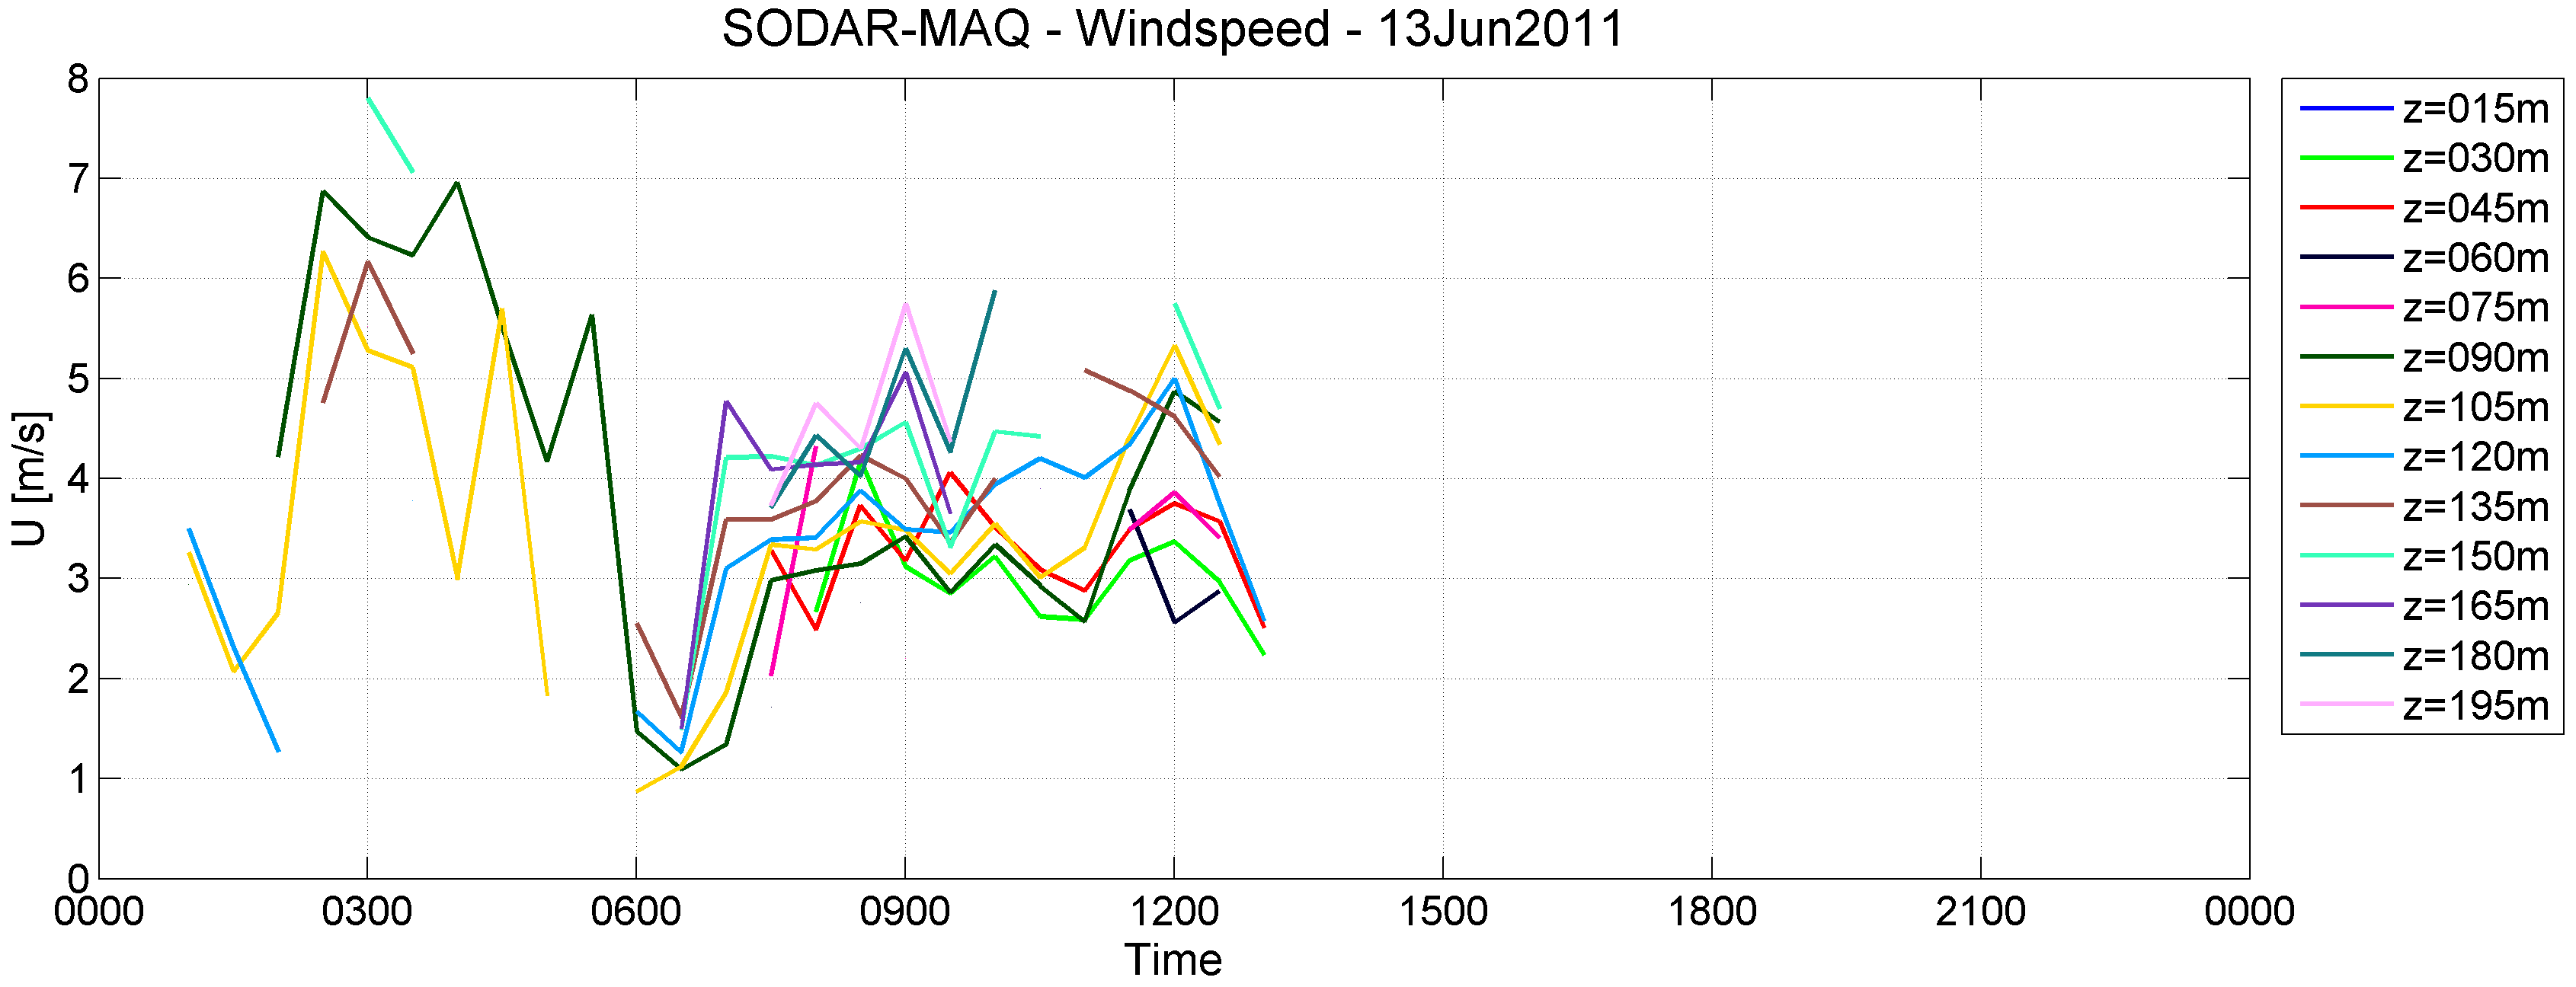 SODAR-MAQ - Windspeed - 13Jun2011
8
7
6
5
4
3
2
1
0
U [m/s]
0000 0300 0600 0900 1200 1500 1800 2100 0000
Time
z=015m
z=030m
z=045m
z=060m
z=075m
z=090m
z=105m
z=120m
z=135m
z=150m
z=165m
z=180m
z=195m